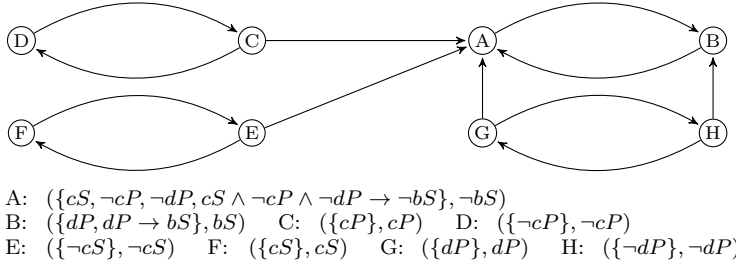 D C A B
F E G H
A: ({cS, ¬cP, ¬dP, cS ∧ ¬cP ∧ ¬dP → ¬bS}, ¬bS)
B: ({dP, dP → bS}, bS) C: ({cP}, cP) D: ({¬cP}, ¬cP)
E: ({¬cS}, ¬cS) F: ({cS}, cS) G: ({dP}, dP) H: ({¬dP}, ¬dP)